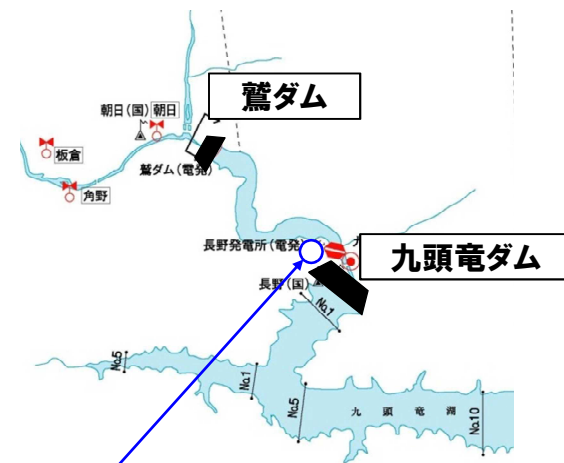 鷲ダム
朝日(国)
朝日
板倉
鷲ダム(電発)
角野
長野発電所(電発)
九頭竜ダム
長野(国)
No.1
No.5
No.1
No.5
九頭竜湖
No.10